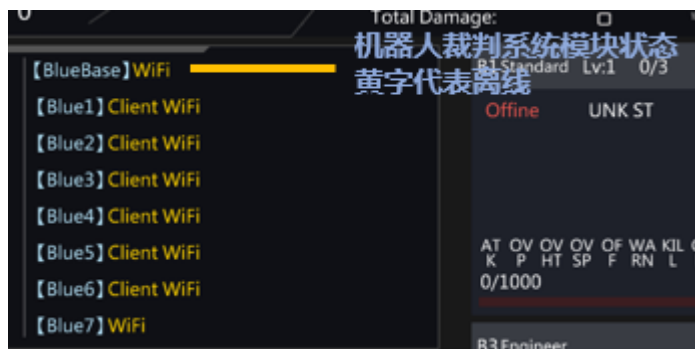 0
Total Damage:
机器人裁判系统模块状态
黄字代表离线
【BlueBase】WiFi
【Blue1】Client WiFi
【Blue2】Client WiFi
【Blue3】Client WiFi
【Blue4】Client WiFi
【Blue5】Client WiFi
【Blue6】Client WiFi
【Blue7】WiFi
B1Standard Lv:1 0/3
Offine UNK ST
AT OV OV OV OF WA KIL
K P HT SP F RN L
0/1000
B3 Engineer